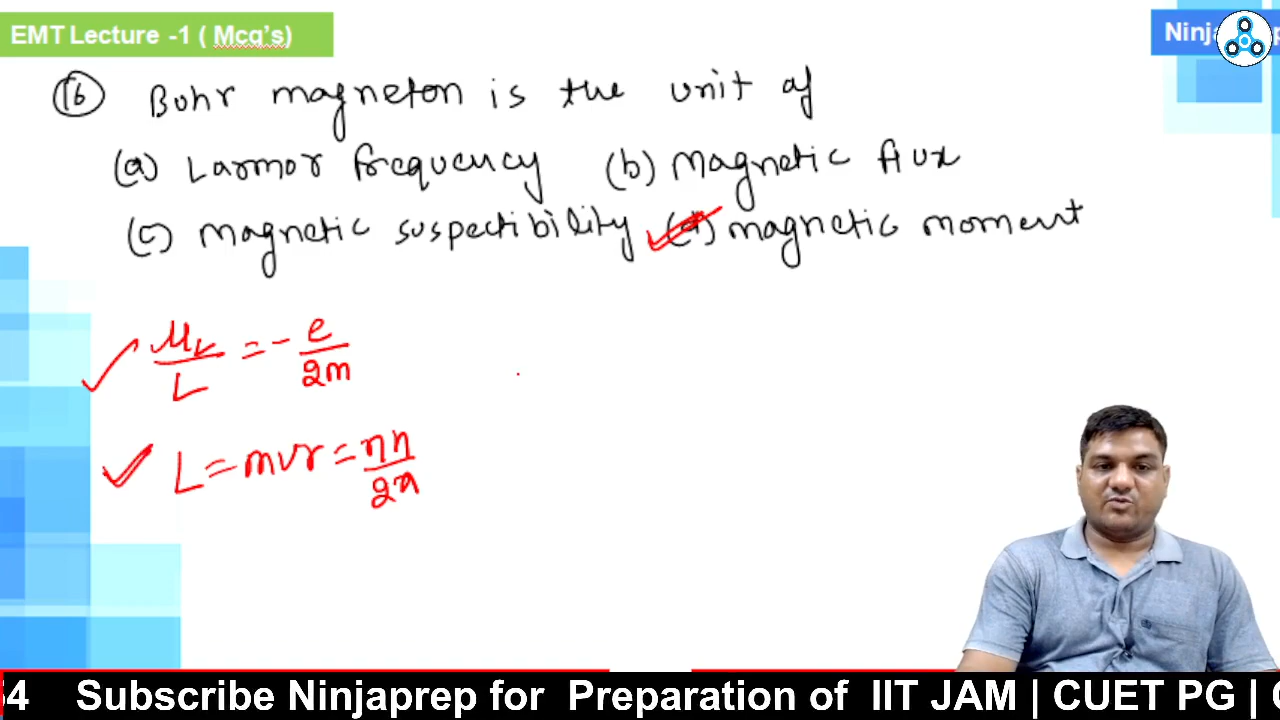 EMT Lecture -1 ( Mcq's)
Ninja
16 Bohr magneton is the unit of
(a) Larmor frequency (b) Magnetic flux
(c) magnetic suspectibility (d) magnetic moment
μL/L = - e/2m
L = mvr = nh/2π
54 Subscribe Ninjaprep for Preparation of IIT JAM | CUET PG |